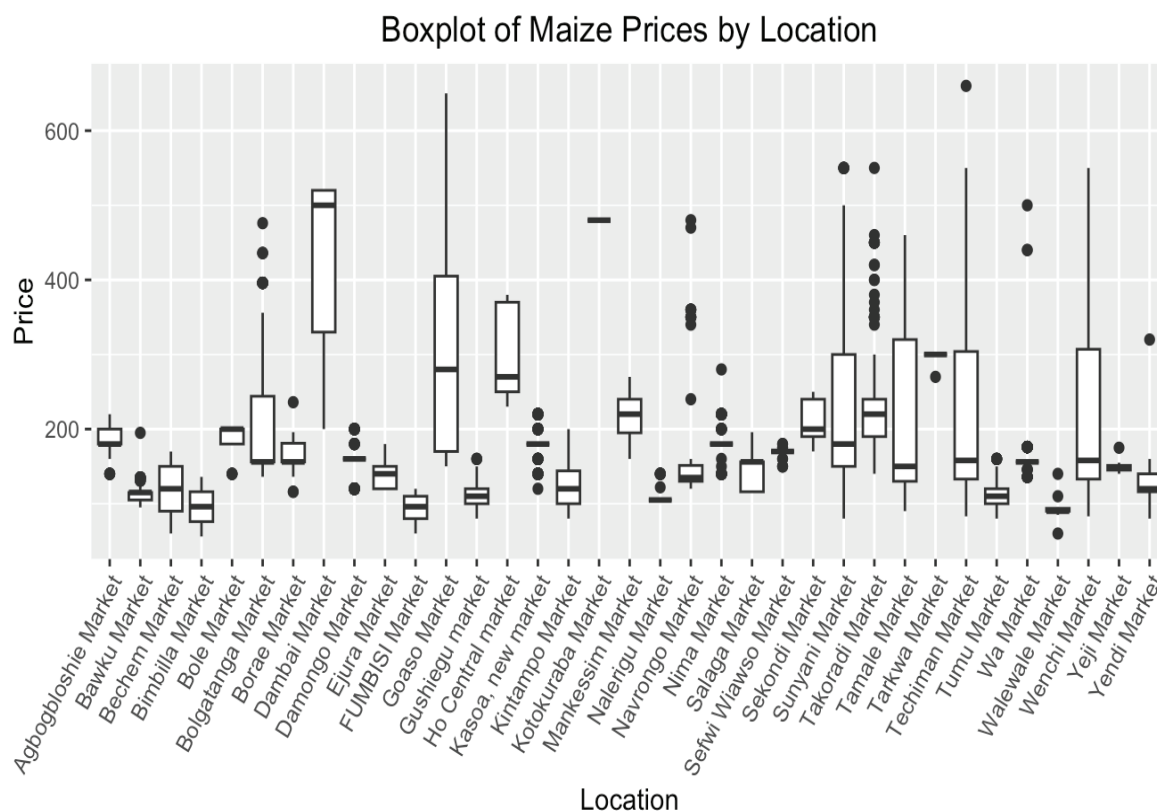 Boxplot of Maize Prices by Location
Price
600
400
200
Agbogbloshie Market
Bawku Market
Bechem Market
Bimbilla Market
Bole Market
Bolgatanga Market
Borae Market
Dambai Market
Damongo Market
Ejura Market
FUMBISI Market
Goaso Market
Gushiegu market
Ho Central market
Kasoa, new market
Kintampo Market
Kotokuraba Market
Mankessim Market
Nalerigu Market
Navrongo Market
Nima Market
Salaga Market
Sefwi Wiawso Market
Sekondi Market
Sunyani Market
Takoradi Market
Tamale Market
Tarkwa Market
Techiman Market
Tumu Market
Wa Market
Walewale Market
Wenchi Market
Yeji Market
Yendi Market
Location